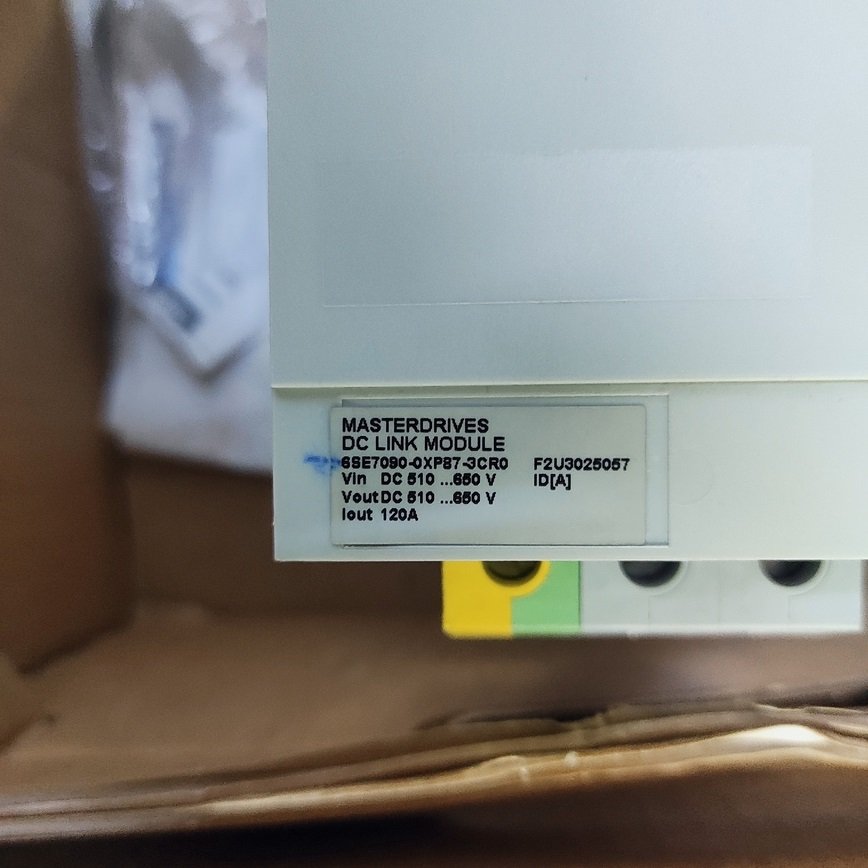 MASTERDRIVES
DC LINK MODULE
6SE7090-0XP87-3CR0 F2U3025057
Vin DC 510 ...650 V ID[A]
Vout DC 510 ...650 V
Iout 120A